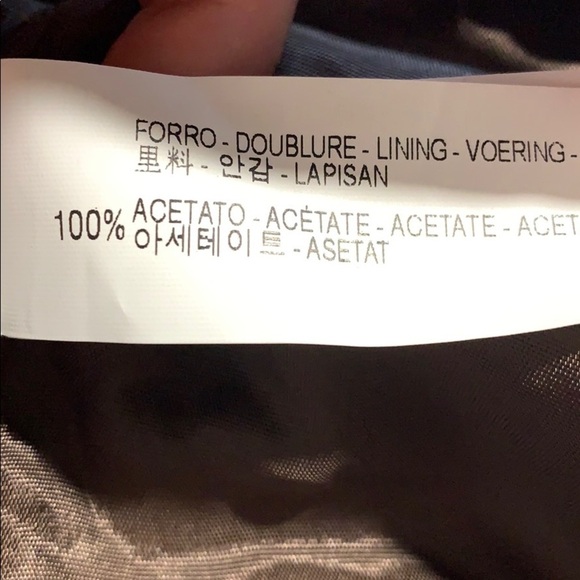 FORRO - DOUBLURE - LINING - VOERING -
里料 - 안감 - LAPISAN
100% ACETATO - ACÉTATE - ACETATE - ACET
아세테이트 - ASETAT